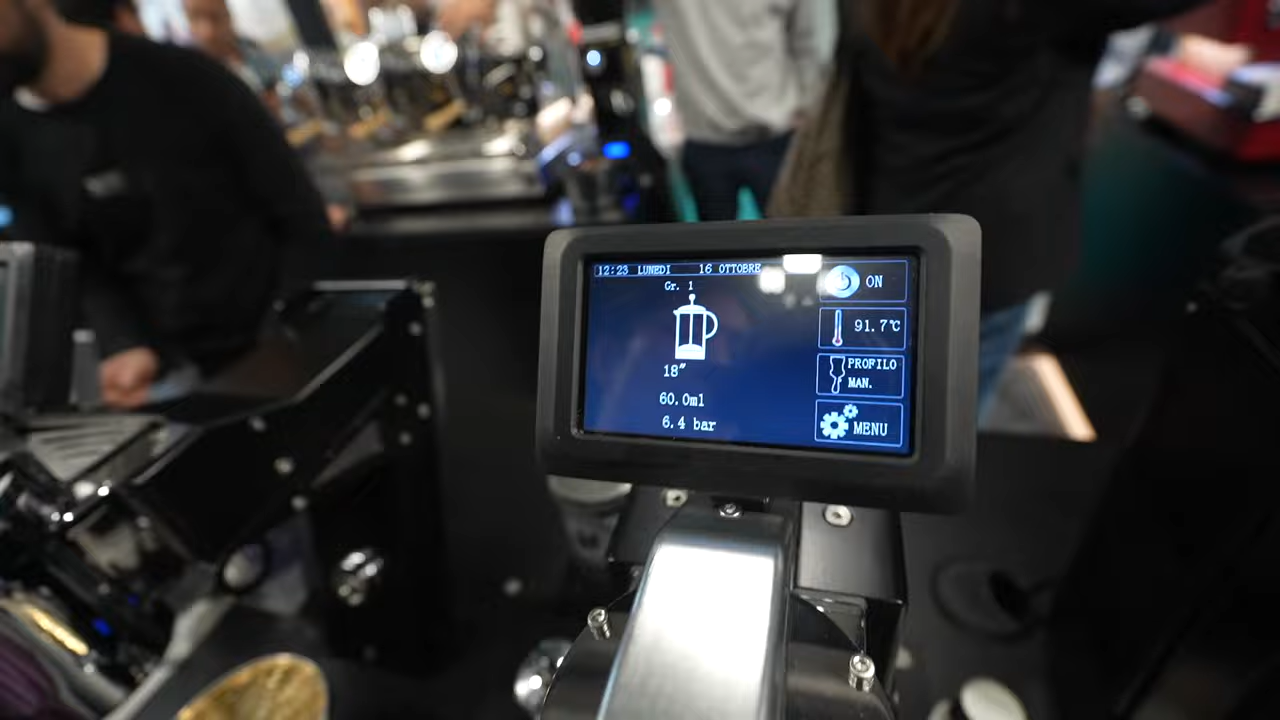 12:23 LUNEDI 16 OTTOBRE
Gr. 1
18"
60.0ml
6.4 bar
ON
91.7℃
PROFILO
MAN.
MENU